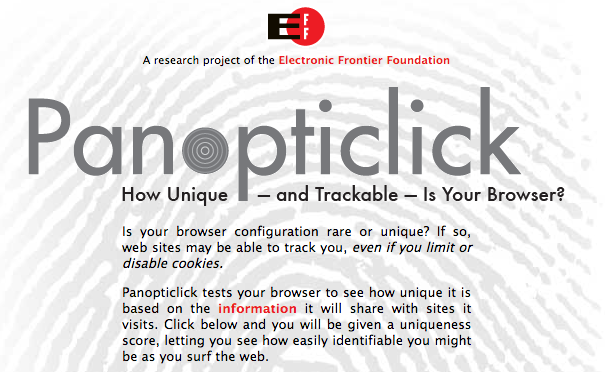 EFF
A research project of the Electronic Frontier Foundation
Panopticlick
How Unique — and Trackable — Is Your Browser?
Is your browser configuration rare or unique? If so,
web sites may be able to track you, even if you limit or
disable cookies.
Panopticlick tests your browser to see how unique it is
based on the information it will share with sites it
visits. Click below and you will be given a uniqueness
score, letting you see how easily identifiable you might
be as you surf the web.